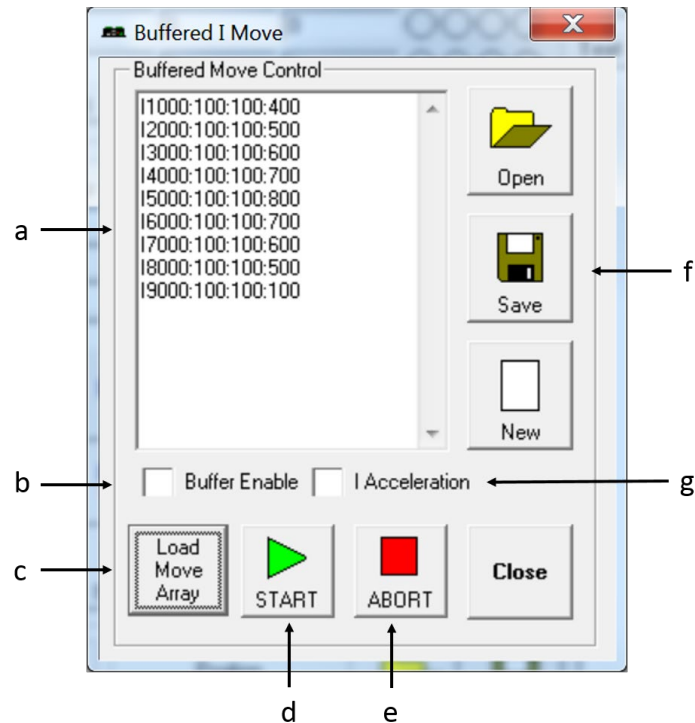 Buffered I Move
X
Buffered Move Control
I1000:100:100:400
I2000:100:100:500
I3000:100:100:600
I4000:100:100:700
I5000:100:100:800
I6000:100:100:700
I7000:100:100:600
I8000:100:100:500
I9000:100:100:100
Open
Save
New
Buffer Enable
I Acceleration
Load
Move
Array
START
ABORT
Close
a
b
c
d
e
f
g